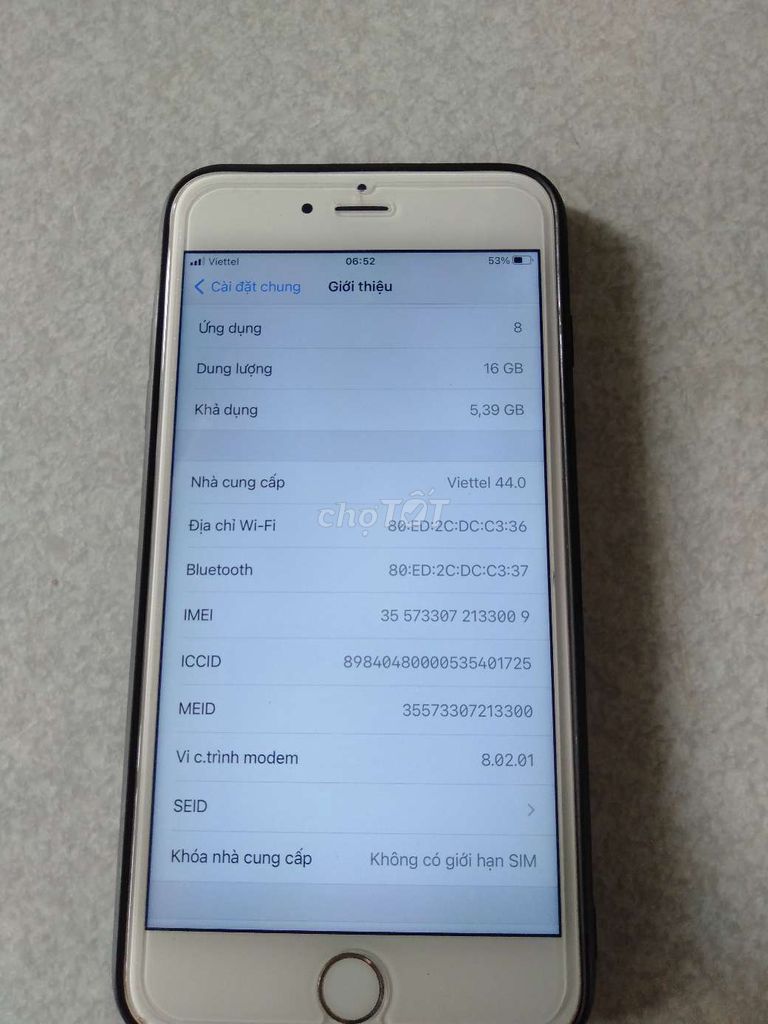 Viettel 06:52 53%
Cài đặt chung Giới thiệu
Ứng dụng 8
Dung lượng 16 GB
Khả dụng 5,39 GB
Nhà cung cấp Viettel 44.0
chợTỐT
Địa chỉ Wi-Fi 80:ED:2C:DC:C3:36
Bluetooth 80:ED:2C:DC:C3:37
IMEI 35 573307 213300 9
ICCID 89840480000535401725
MEID 35573307213300
Vi c.trình modem 8.02.01
SEID
Khóa nhà cung cấp Không có giới hạn SIM